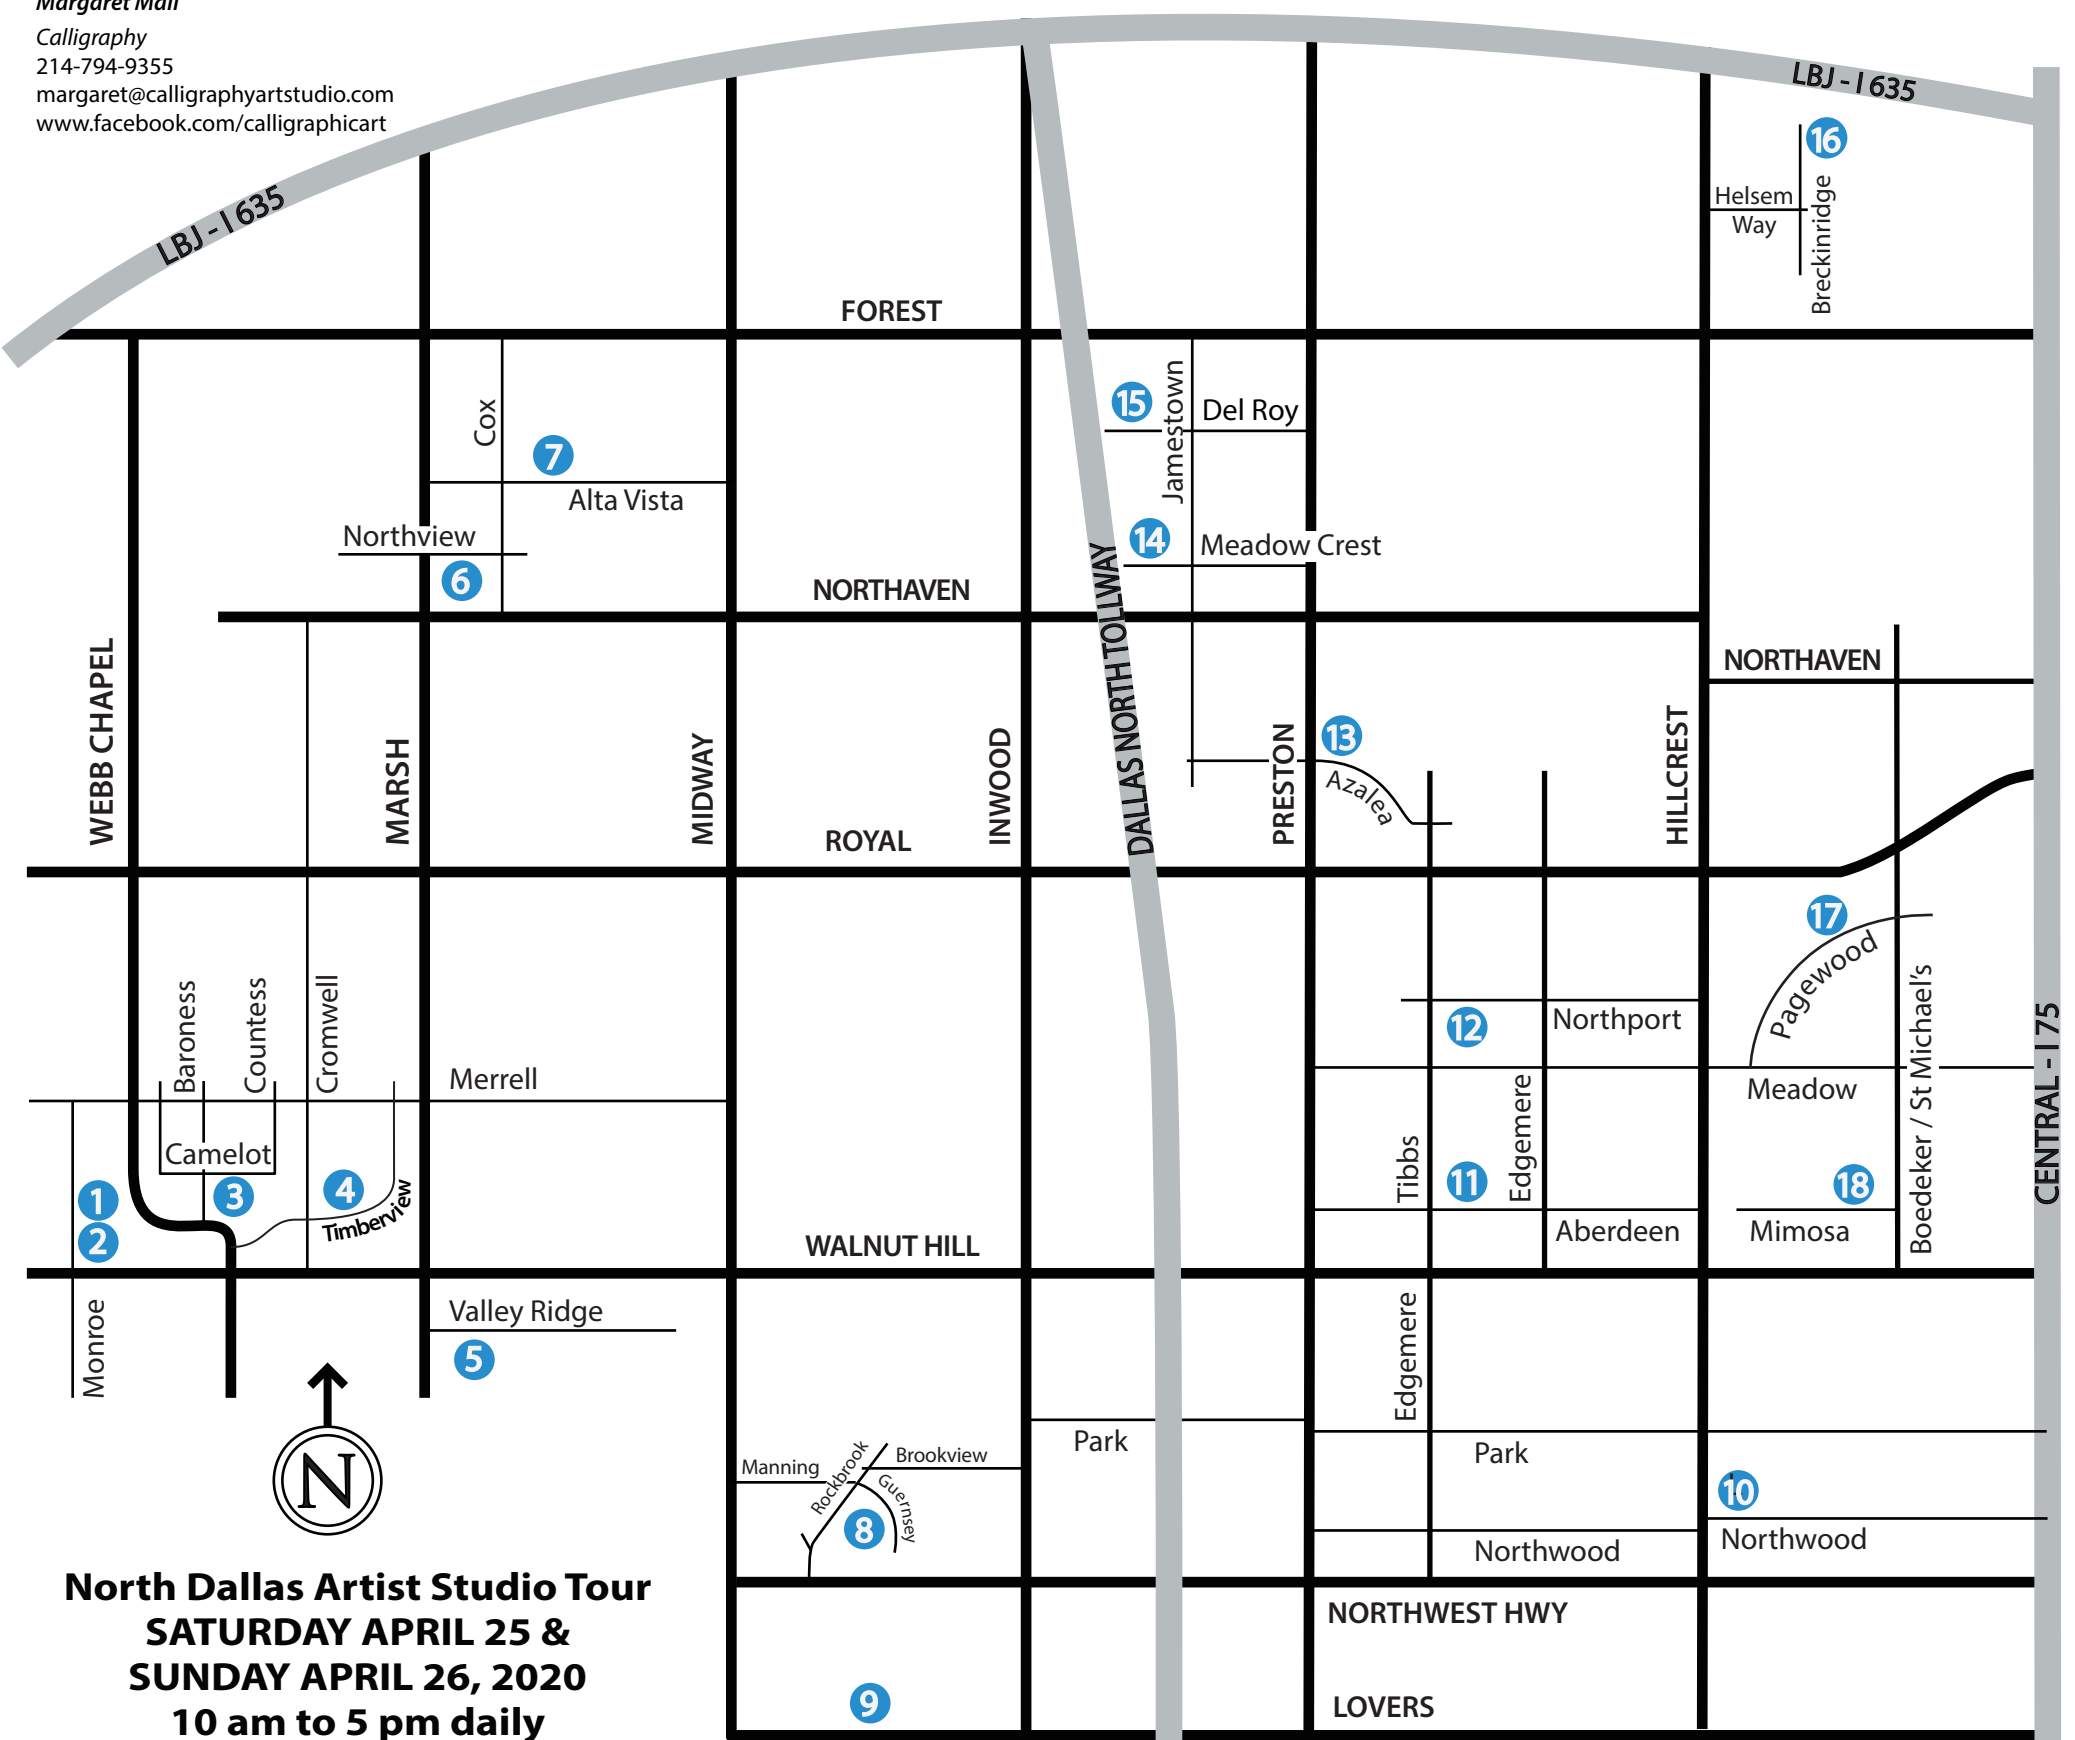 Margaret Mall
Calligraphy
214-794-9355
margaret@calligraphyartstudio.com
www.facebook.com/calligraphicart
LBJ - I 635
LBJ - I 635
16
Helsem
Way
Breckinridge
FOREST
Cox
7
Alta Vista
Northview
6
15
Jamestown
Del Roy
14
Meadow Crest
NORTHAVEN
NORTHAVEN
WEBB CHAPEL
MARSH
MIDWAY
INWOOD
DALLAS NORTH TOLLWAY
PRESTON
13
Azalea
HILLCREST
ROYAL
17
Pagewood
Baroness
Countess
Cromwell
Merrell
12
Northport
Meadow
Boedeker / St Michael's
CENTRAL - I 75
Camelot
1
2
3
4
Timberview
Tibbs
11
Edgemere
Aberdeen
18
Mimosa
WALNUT HILL
Monroe
Valley Ridge
5
Edgemere
N
Manning
Rockbrook
Brookview
Guernsey
8
Park
Park
10
Northwood
Northwood
NORTHWEST HWY
9
LOVERS
North Dallas Artist Studio Tour
SATURDAY APRIL 25 &
SUNDAY APRIL 26, 2020
10 am to 5 pm daily